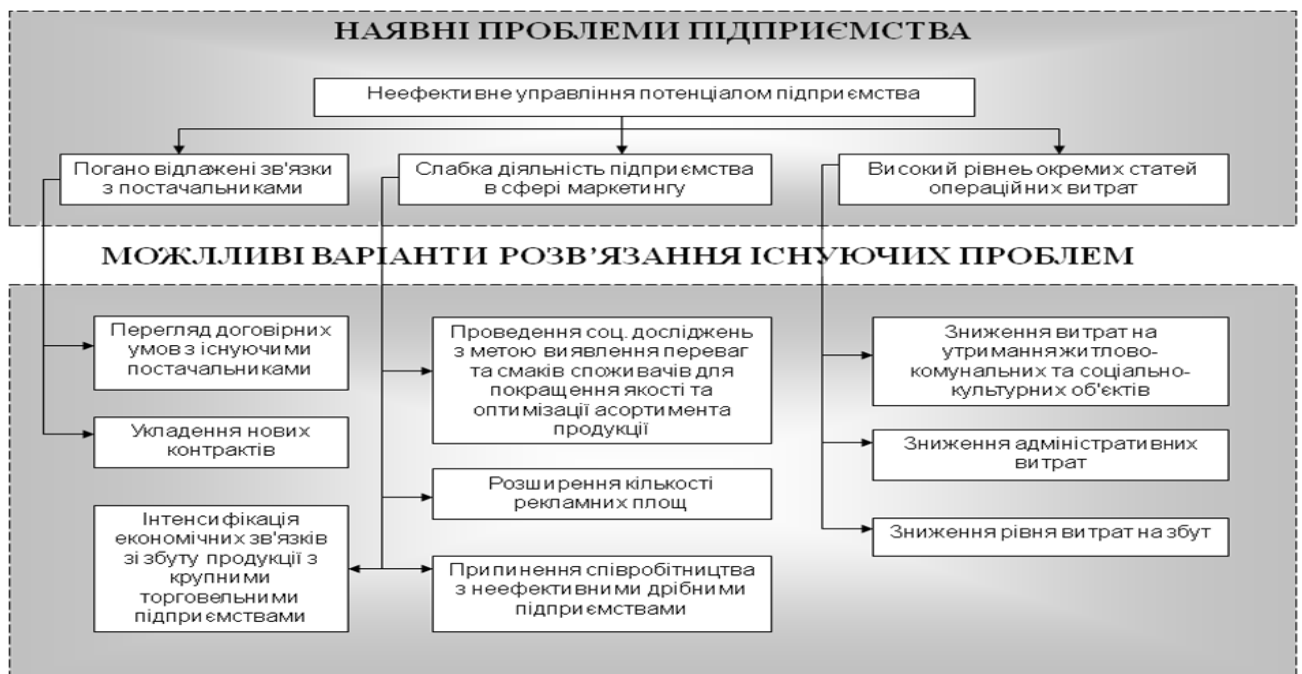 НАЯВНІ ПРОБЛЕМИ ПІДПРИЄМСТВА
Неефективне управління потенціалом підприємства
Погано відлажені зв'язки
з постачальниками
Слабка діяльність підприємства
в сфері маркетингу
Високий рівнеь окремих статей
операційних витрат
МОЖЛЛИВІ ВАРІАНТИ РОЗВ’ЯЗАННЯ ІСНУЮЧИХ ПРОБЛЕМ
Перегляд договірних
умов з існуючими
постачальниками
Укладення нових
контрактів
Інтенсифікація
економічних зв'язків
зі збуту продукції з
крупними
торговельними
підприємствами
Проведення соц. досліджень
з метою виявлення переваг
та смаків споживачів для
покращення якості та
оптимізації асортимента
продукції
Розширення кількості
рекламних площ
Припинення співробітництва
з неефективними дрібними
підприємствами
Зниження витрат на
утримання житлово-
комунальних та соціально-
культурних об'єктів
Зниження адміністративних
витрат
Зниження рівня витрат на збут